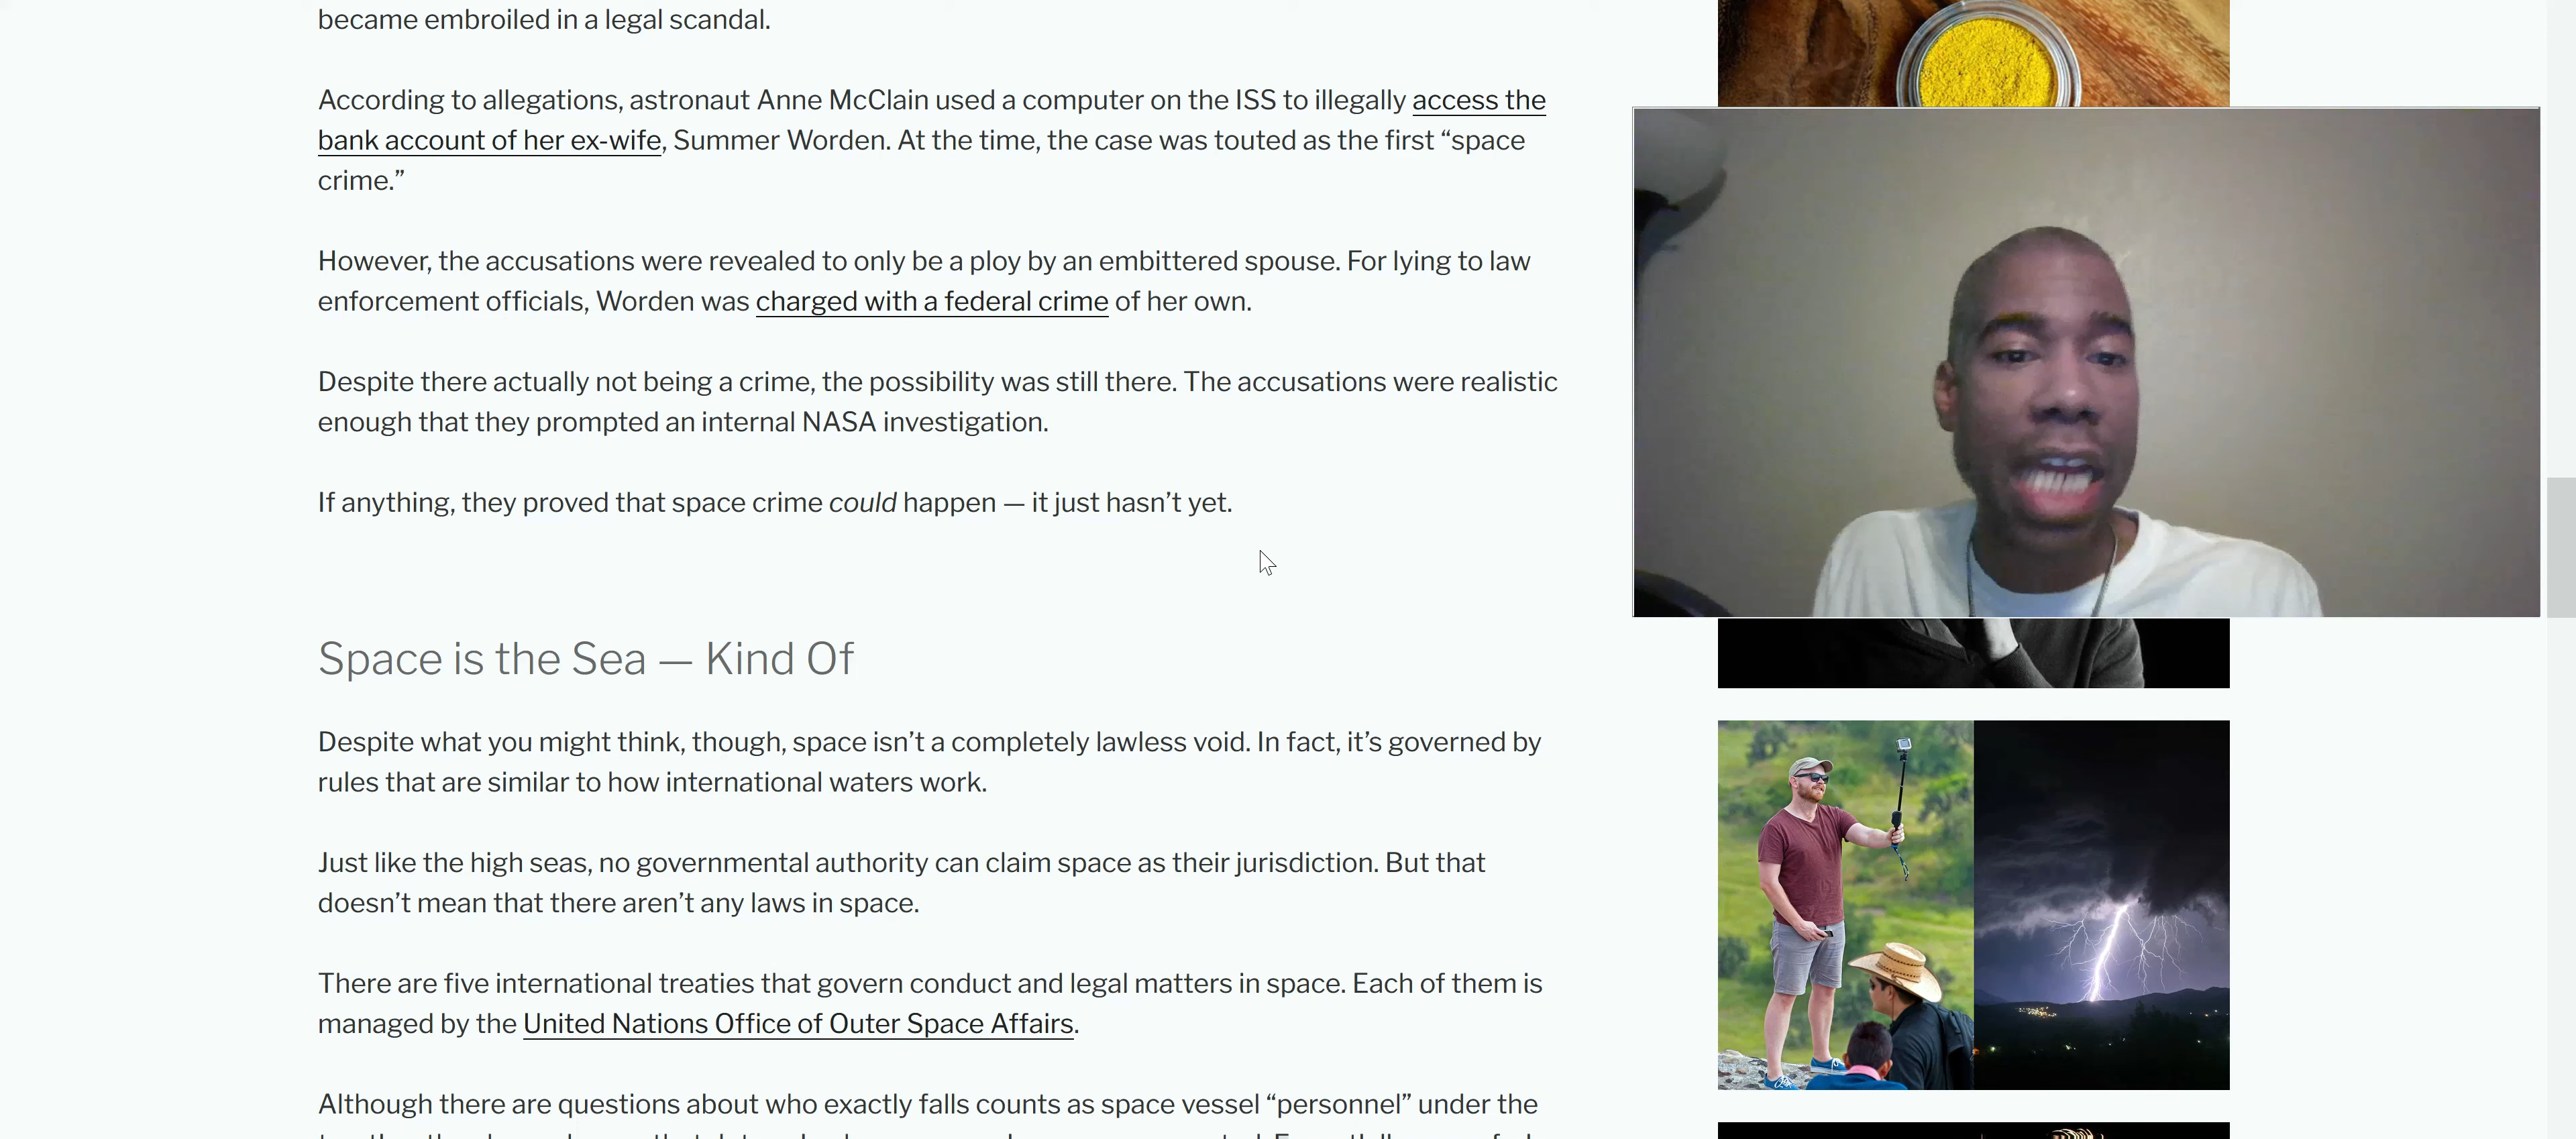 became embroiled in a legal scandal.
According to allegations, astronaut Anne McClain used a computer on the ISS to illegally access the
bank account of her ex-wife, Summer Worden. At the time, the case was touted as the first “space
crime.”
However, the accusations were revealed to only be a ploy by an embittered spouse. For lying to law
enforcement officials, Worden was charged with a federal crime of her own.
Despite there actually not being a crime, the possibility was still there. The accusations were realistic
enough that they prompted an internal NASA investigation.
If anything, they proved that space crime could happen — it just hasn’t yet.
Space is the Sea — Kind Of
Despite what you might think, though, space isn’t a completely lawless void. In fact, it’s governed by
rules that are similar to how international waters work.
Just like the high seas, no governmental authority can claim space as their jurisdiction. But that
doesn’t mean that there aren’t any laws in space.
There are five international treaties that govern conduct and legal matters in space. Each of them is
managed by the United Nations Office of Outer Space Affairs.
Although there are questions about who exactly falls counts as space vessel “personnel” under the